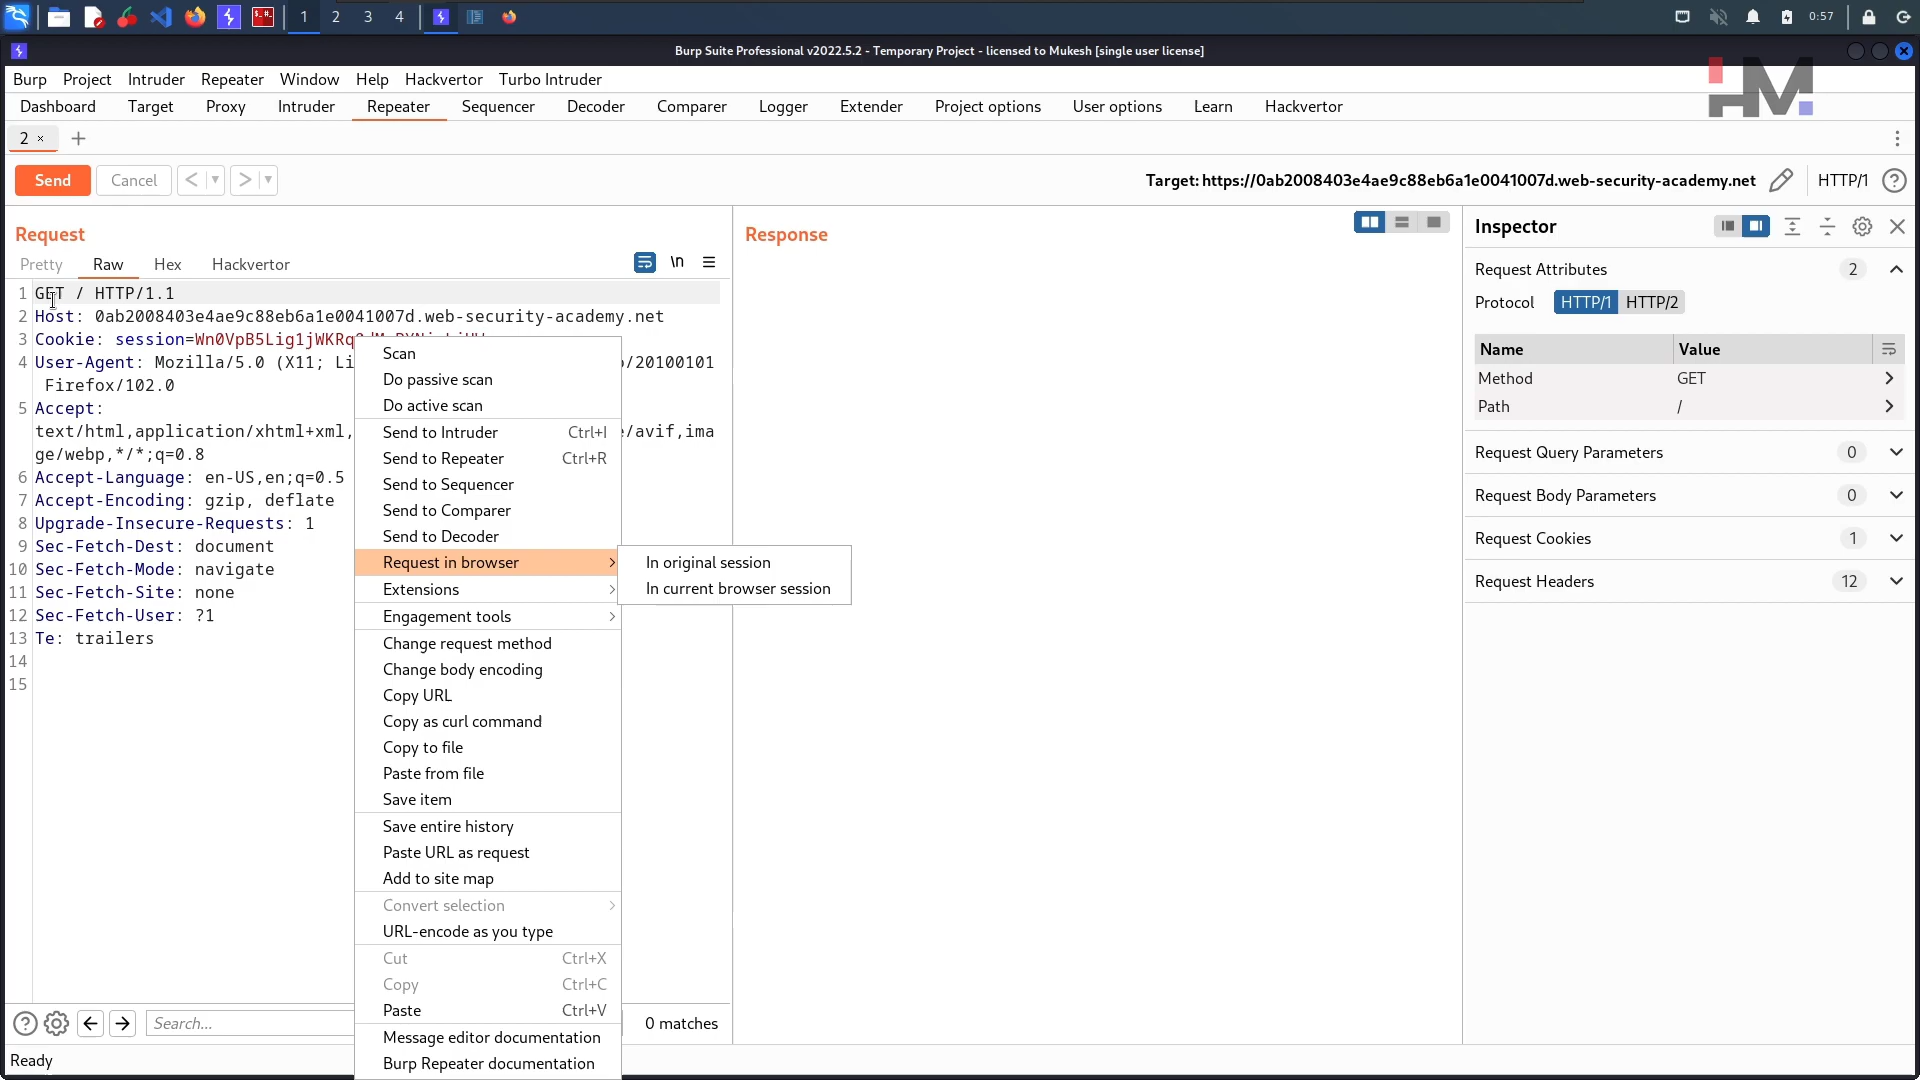 1
2
3
4
0:57
Burp Suite Professional v2022.5.2 - Temporary Project - licensed to Mukesh [single user license]
Burp Project Intruder Repeater Window Help Hackvertor Turbo Intruder
HM
Dashboard Target Proxy Intruder Repeater Sequencer Decoder Comparer Logger Extender Project options User options Learn Hackvertor
2 × +
Send Cancel < >
Target: https://0ab2008403e4ae9c88eb6a1e0041007d.web-security-academy.net
HTTP/1
Request
Pretty Raw Hex Hackvertor
\n
1 GET / HTTP/1.1
2 Host: 0ab2008403e4ae9c88eb6a1e0041007d.web-security-academy.net
3 Cookie: session=Wn0VpB5Lig1jWKRq
4 User-Agent: Mozilla/5.0 (X11; Li /20100101
Firefox/102.0
5 Accept:
text/html,application/xhtml+xml, e/avif,ima
ge/webp,*/*;q=0.8
6 Accept-Language: en-US,en;q=0.5
7 Accept-Encoding: gzip, deflate
8 Upgrade-Insecure-Requests: 1
9 Sec-Fetch-Dest: document
10 Sec-Fetch-Mode: navigate
11 Sec-Fetch-Site: none
12 Sec-Fetch-User: ?1
13 Te: trailers
14
15
Scan
Do passive scan
Do active scan
Send to Intruder Ctrl+I
Send to Repeater Ctrl+R
Send to Sequencer
Send to Comparer
Send to Decoder
Request in browser >
In original session
In current browser session
Extensions >
Engagement tools >
Change request method
Change body encoding
Copy URL
Copy as curl command
Copy to file
Paste from file
Save item
Save entire history
Paste URL as request
Add to site map
Convert selection >
URL-encode as you type
Cut Ctrl+X
Copy Ctrl+C
Paste Ctrl+V
Message editor documentation
Burp Repeater documentation
Search...
0 matches
Ready
Response
Inspector
Request Attributes 2
Protocol HTTP/1 HTTP/2
Name Value
Method GET
Path /
Request Query Parameters 0
Request Body Parameters 0
Request Cookies 1
Request Headers 12